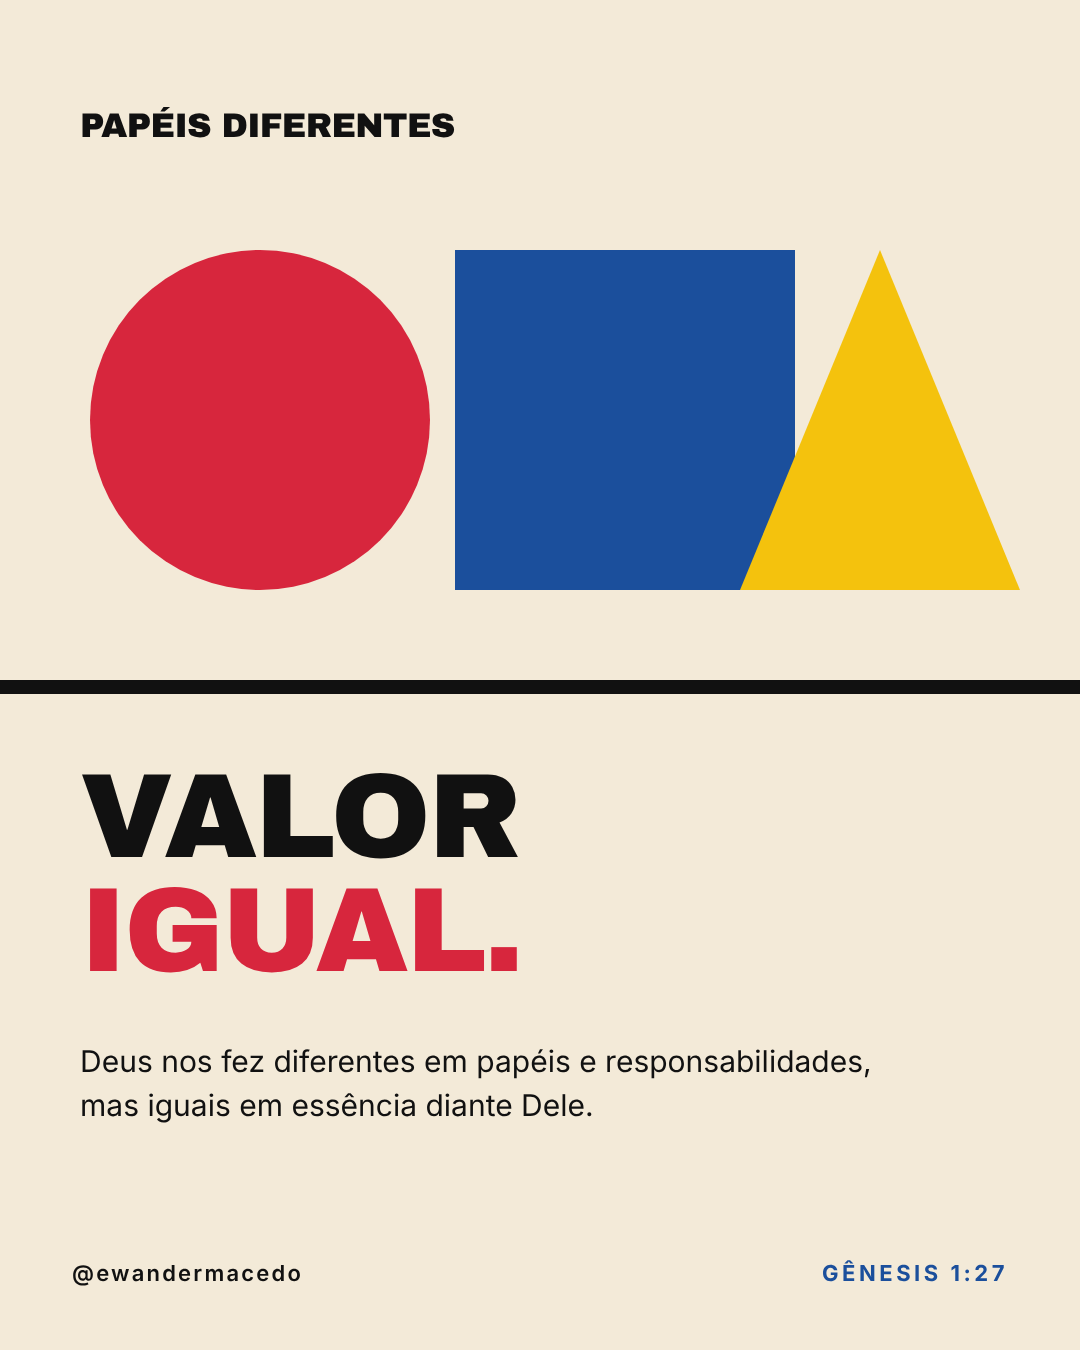 PAPÉIS DIFERENTES
VALOR
IGUAL.
Deus nos fez diferentes em papéis e responsabilidades,
mas iguais em essência diante Dele.
@ewandermacedo
GÊNESIS 1:27